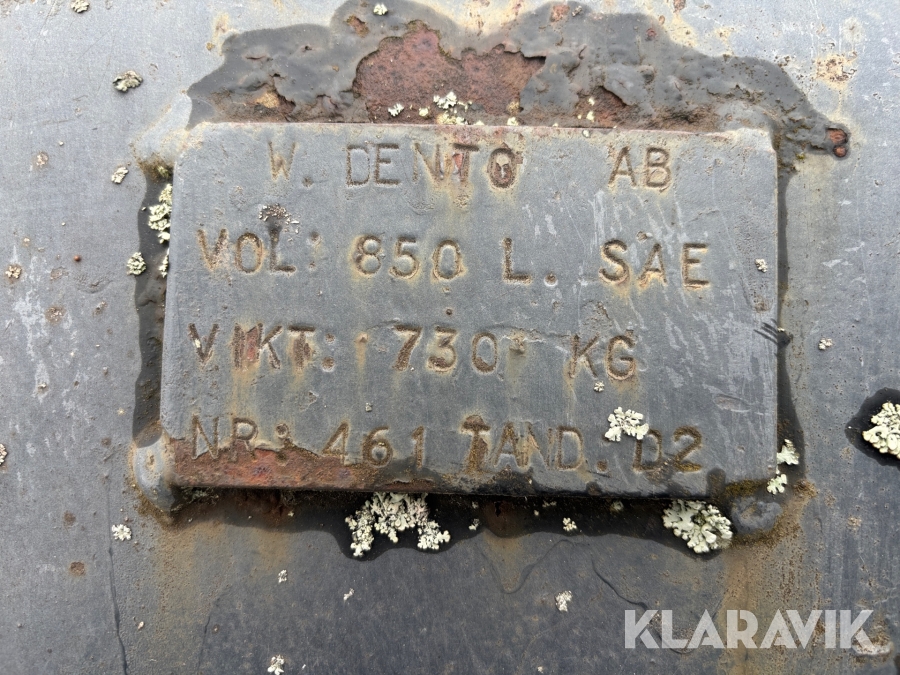 W. DENTO AB
VOL: 850 L. SAE
VIKT: 730 KG
NR: 461 TAND. D2
KLARAVIK